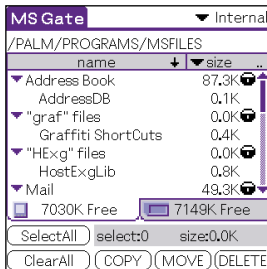 MS Gate ▼ Internal
/PALM/PROGRAMS/MSFILES
name ↓ ▼size ..
▼Address Book 87.3K
AddressDB 0.1K
▼"graf" files 0.0K
Graffiti ShortCuts 0.4K
▼"HExg" files 0.0K
HostExgLib 0.8K
▼Mail 49.3K
7030K Free 7149K Free
SelectAll select:0 size:0.0K
ClearAll COPY MOVE DELETE